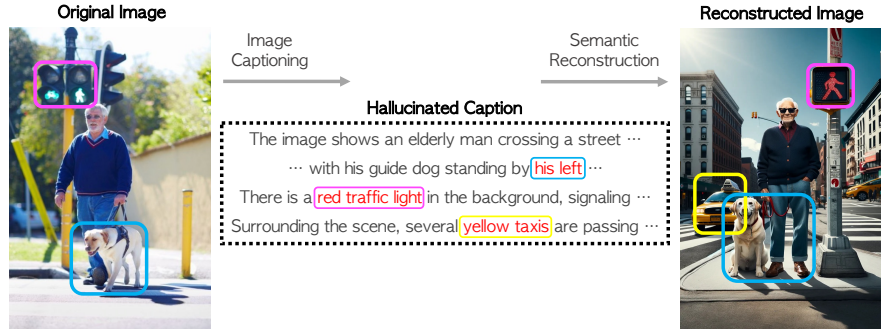 Original Image
Image
Captioning
Semantic
Reconstruction
Reconstructed Image
Hallucinated Caption
The image shows an elderly man crossing a street ...
... with his guide dog standing by his left ...
There is a red traffic light in the background, signaling ...
Surrounding the scene, several yellow taxis are passing ...